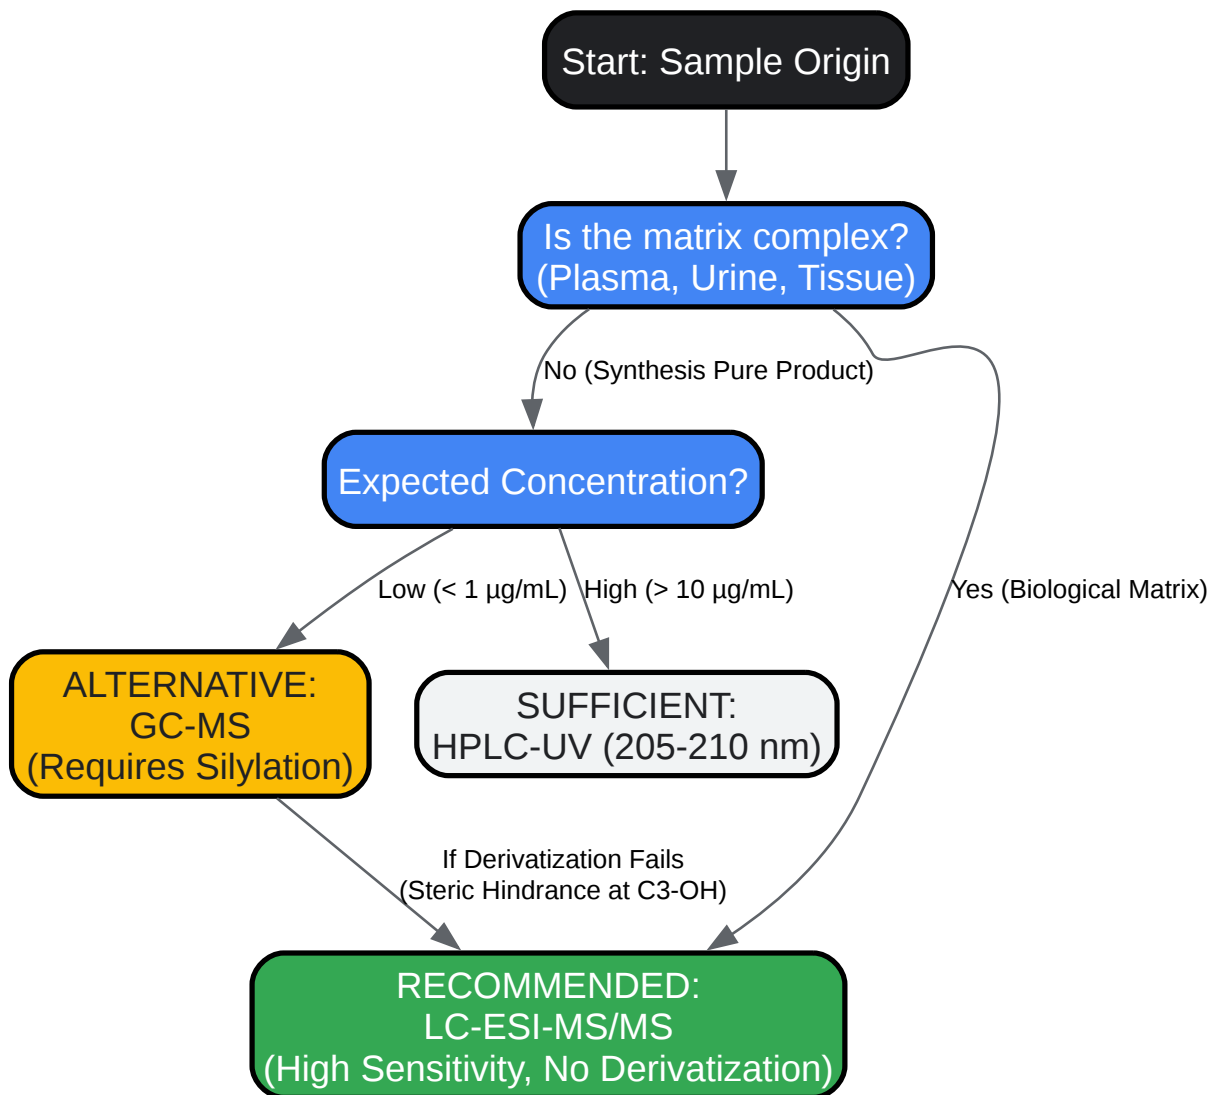 Start: Sample Origin
Is the matrix complex?
(Plasma, Urine, Tissue)
No (Synthesis Pure Product)
Expected Concentration?
Low (< 1 µg/mL)
High (> 10 µg/mL)
Yes (Biological Matrix)
ALTERNATIVE:
GC-MS
(Requires Silylation)
SUFFICIENT:
HPLC-UV (205-210 nm)
If Derivatization Fails
(Steric Hindrance at C3-OH)
RECOMMENDED:
LC-ESI-MS/MS
(High Sensitivity, No Derivatization)